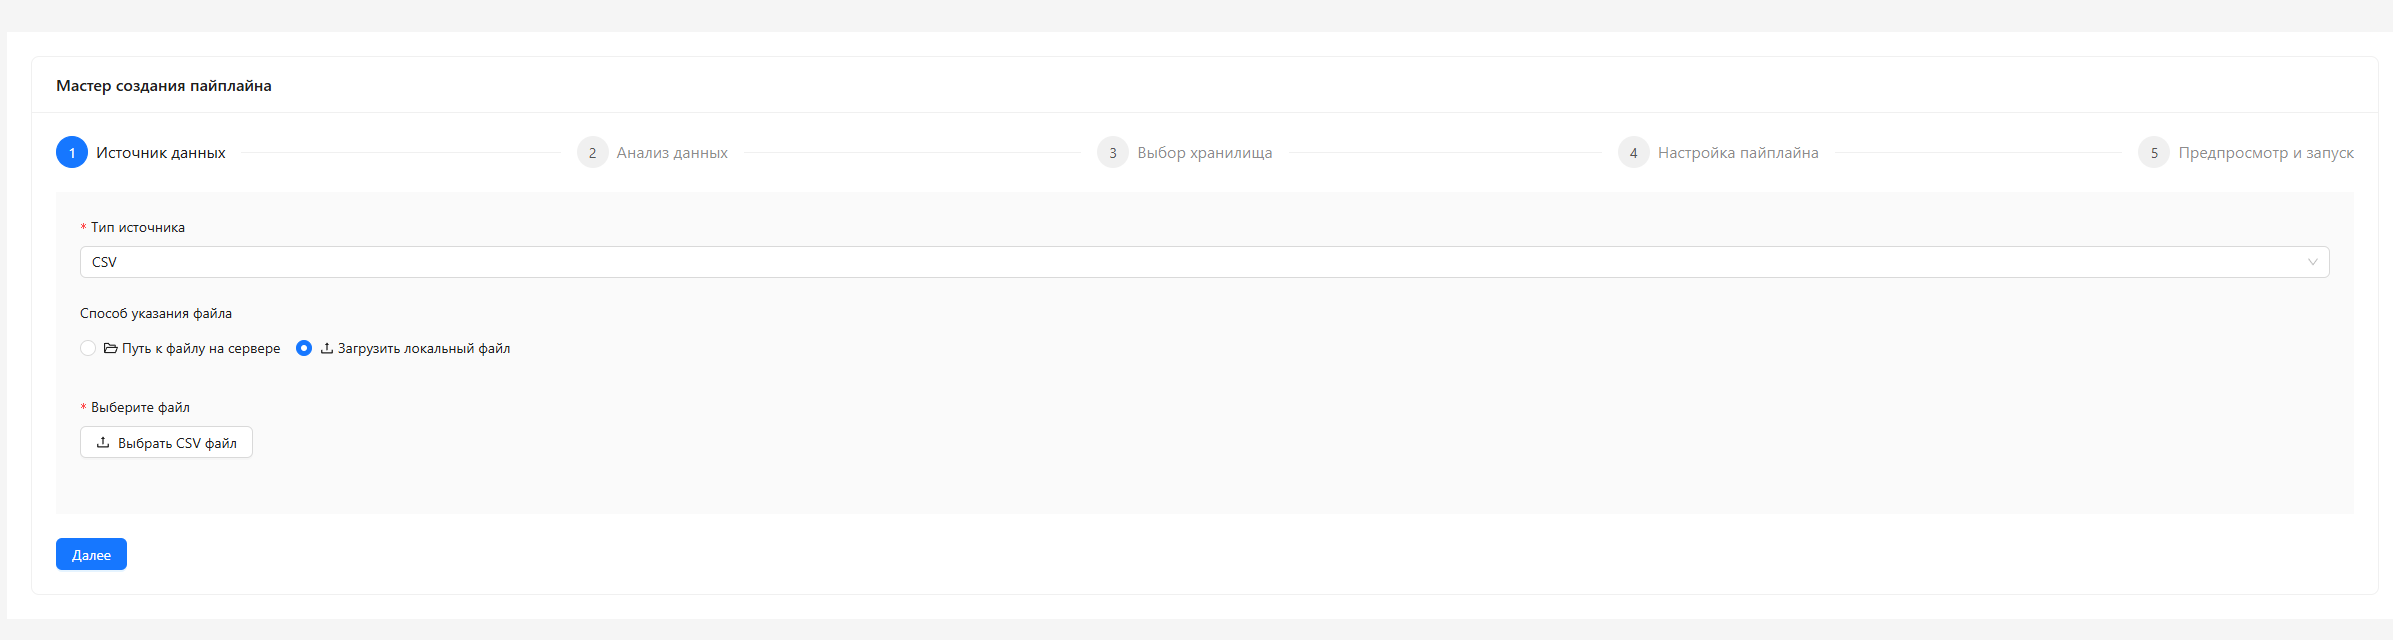 Мастер создания пайплайна
1 Источник данных 2 Анализ данных 3 Выбор хранилища 4 Настройка пайплайна 5 Предпросмотр и запуск
* Тип источника
CSV
Способ указания файла
Путь к файлу на сервере Загрузить локальный файл
* Выберите файл
Выбрать CSV файл
Далее